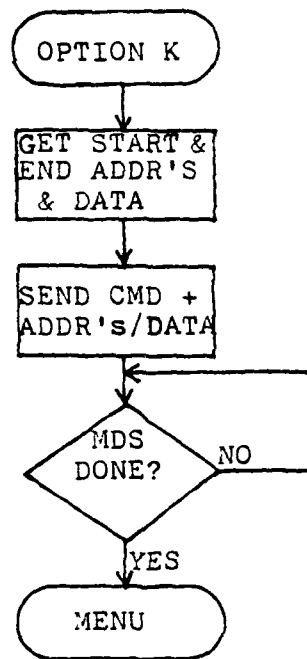 OPTION K
GET START &
END ADDR'S
& DATA
SEND CMD +
ADDR's/DATA
MDS
DONE?
NO
YES
MENU